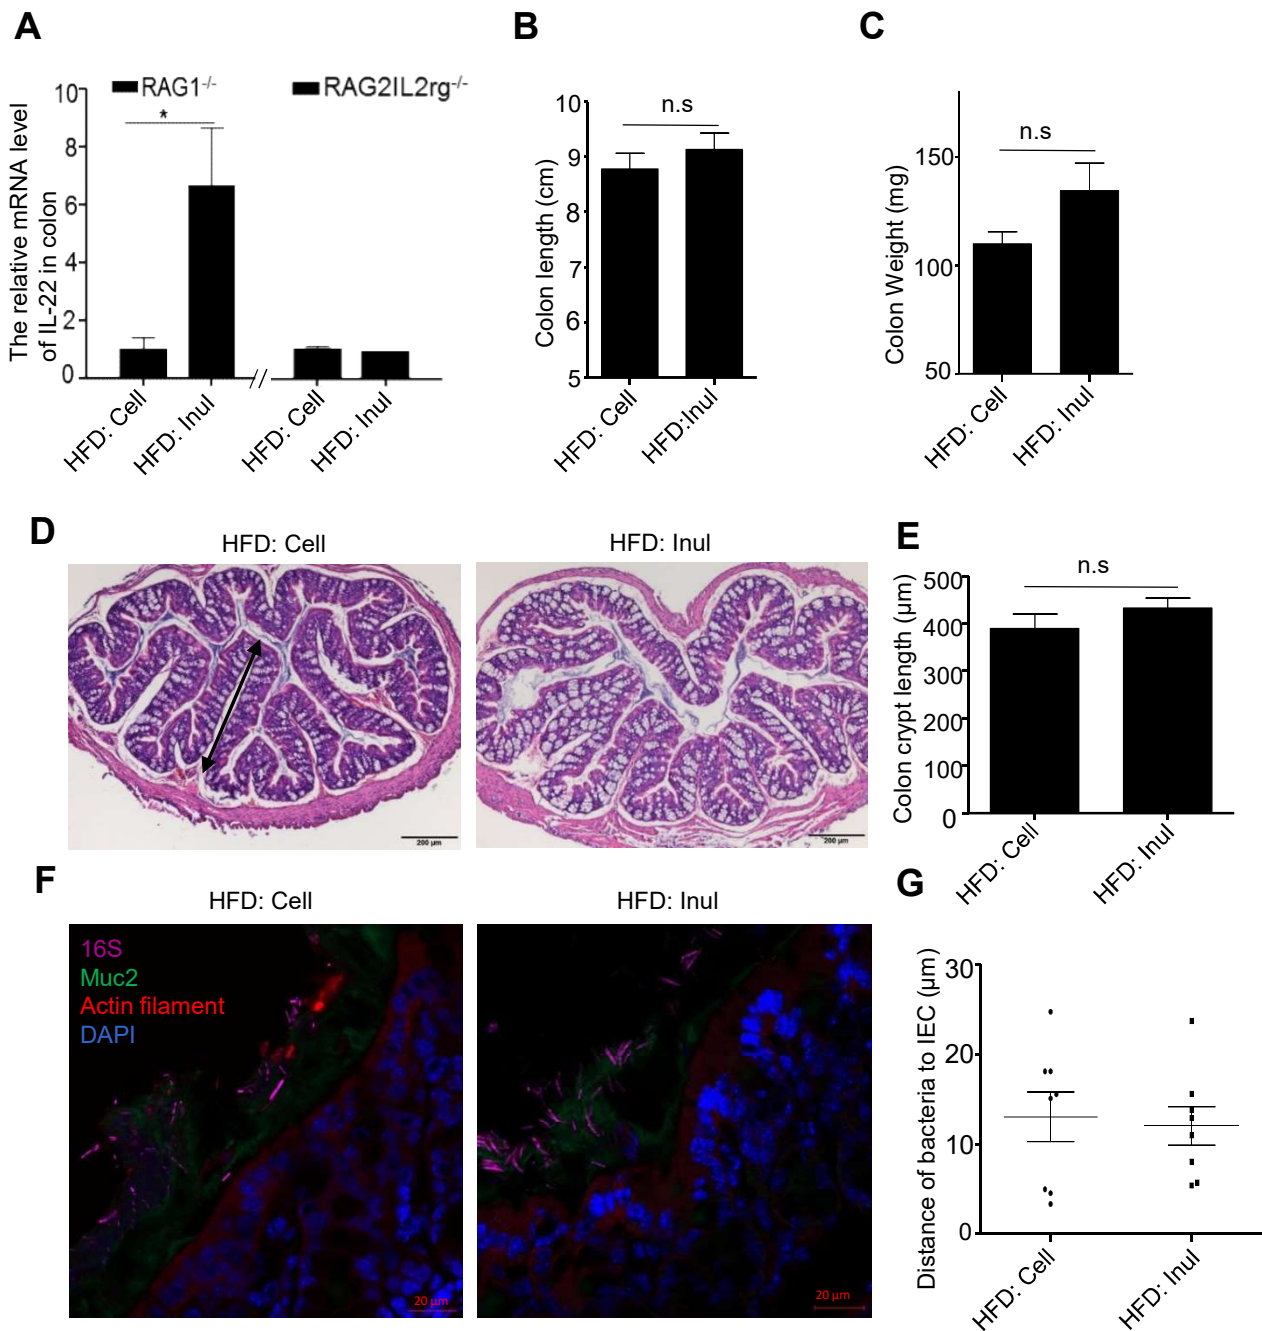 A
RAG1-/-
RAG2IL2rg-/-
*
The relative mRNA level
of IL-22 in colon
10
8
6
4
2
0
HFD: Cell
HFD: Inul
HFD: Cell
HFD: Inul
B
n.s
Colon length (cm)
10
9
8
7
6
5
HFD: Cell
HFD:Inul
C
n.s
Colon Weight (mg)
150
100
50
HFD: Cell
HFD: Inul
D
HFD: Cell
HFD: Inul
200 µm
200 µm
E
n.s
Colon crypt length (µm)
500
400
300
200
100
0
HFD: Cell
HFD: Inul
F
HFD: Cell
HFD: Inul
16S
Muc2
Actin filament
DAPI
20 µm
20 µm
G
Distance of bacteria to IEC (µm)
30
20
10
0
HFD: Cell
HFD: Inul